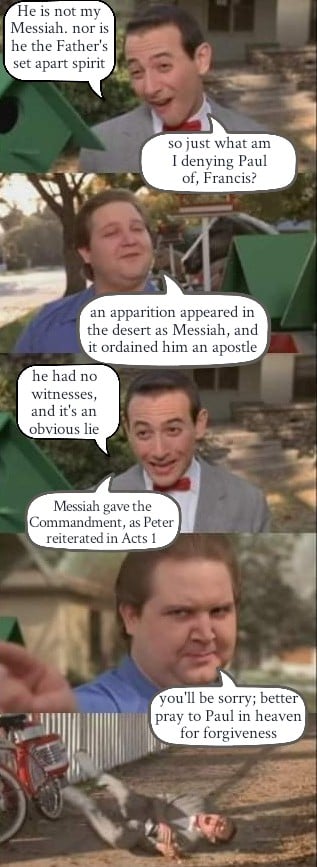 He is not my
Messiah. nor is
he the Father's
set apart spirit
so just what am
I denying Paul
of, Francis?
an apparition appeared in
the desert as Messiah, and
it ordained him an apostle
he had no
witnesses,
and it's an
obvious lie
Messiah gave the
Commandment, as Peter
reiterated in Acts 1
you'll be sorry; better
pray to Paul in heaven
for forgiveness